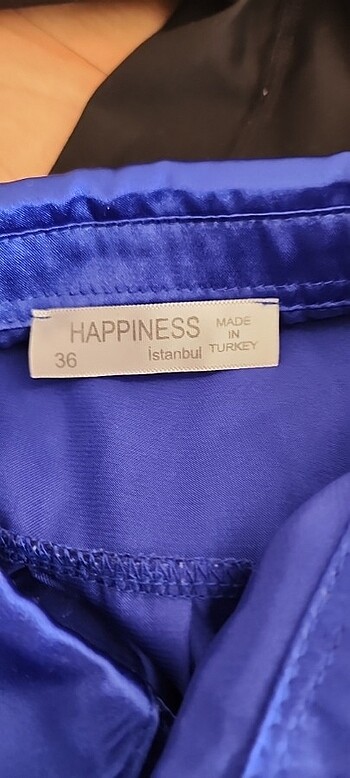 HAPPINESS
36 İstanbul
MADE
IN
TURKEY